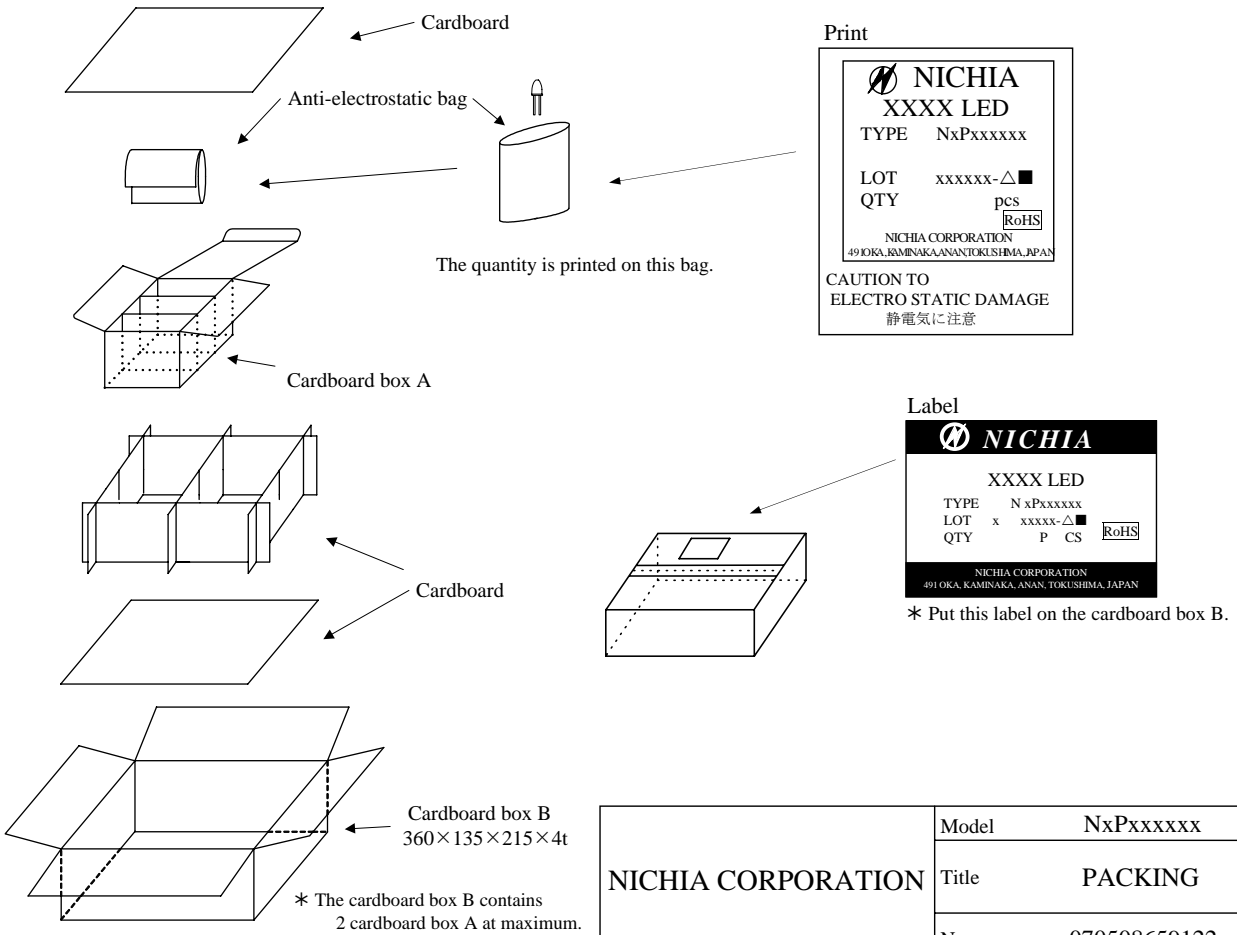 Cardboard
Anti-electrostatic bag
The quantity is printed on this bag.
Cardboard box A
Cardboard
Cardboard box B
360×135×215×4t
＊ The cardboard box B contains
2 cardboard box A at maximum.
Print
NICHIA
XXXX LED
TYPE NxPxxxxxx
LOT xxxxxx-△■
QTY pcs
RoHS
NICHIA CORPORATION
491OKA,KAMINAKA,ANAN,TOKUSHIMA,JAPAN
CAUTION TO
ELECTRO STATIC DAMAGE
静電気に注意
Label
NICHIA
XXXX LED
TYPE N xPxxxxxx
LOT x xxxxx-△■
QTY P CS
RoHS
NICHIA CORPORATION
491 OKA, KAMINAKA, ANAN, TOKUSHIMA, JAPAN
＊ Put this label on the cardboard box B.
NICHIA CORPORATION
Model NxPxxxxxx
Title PACKING